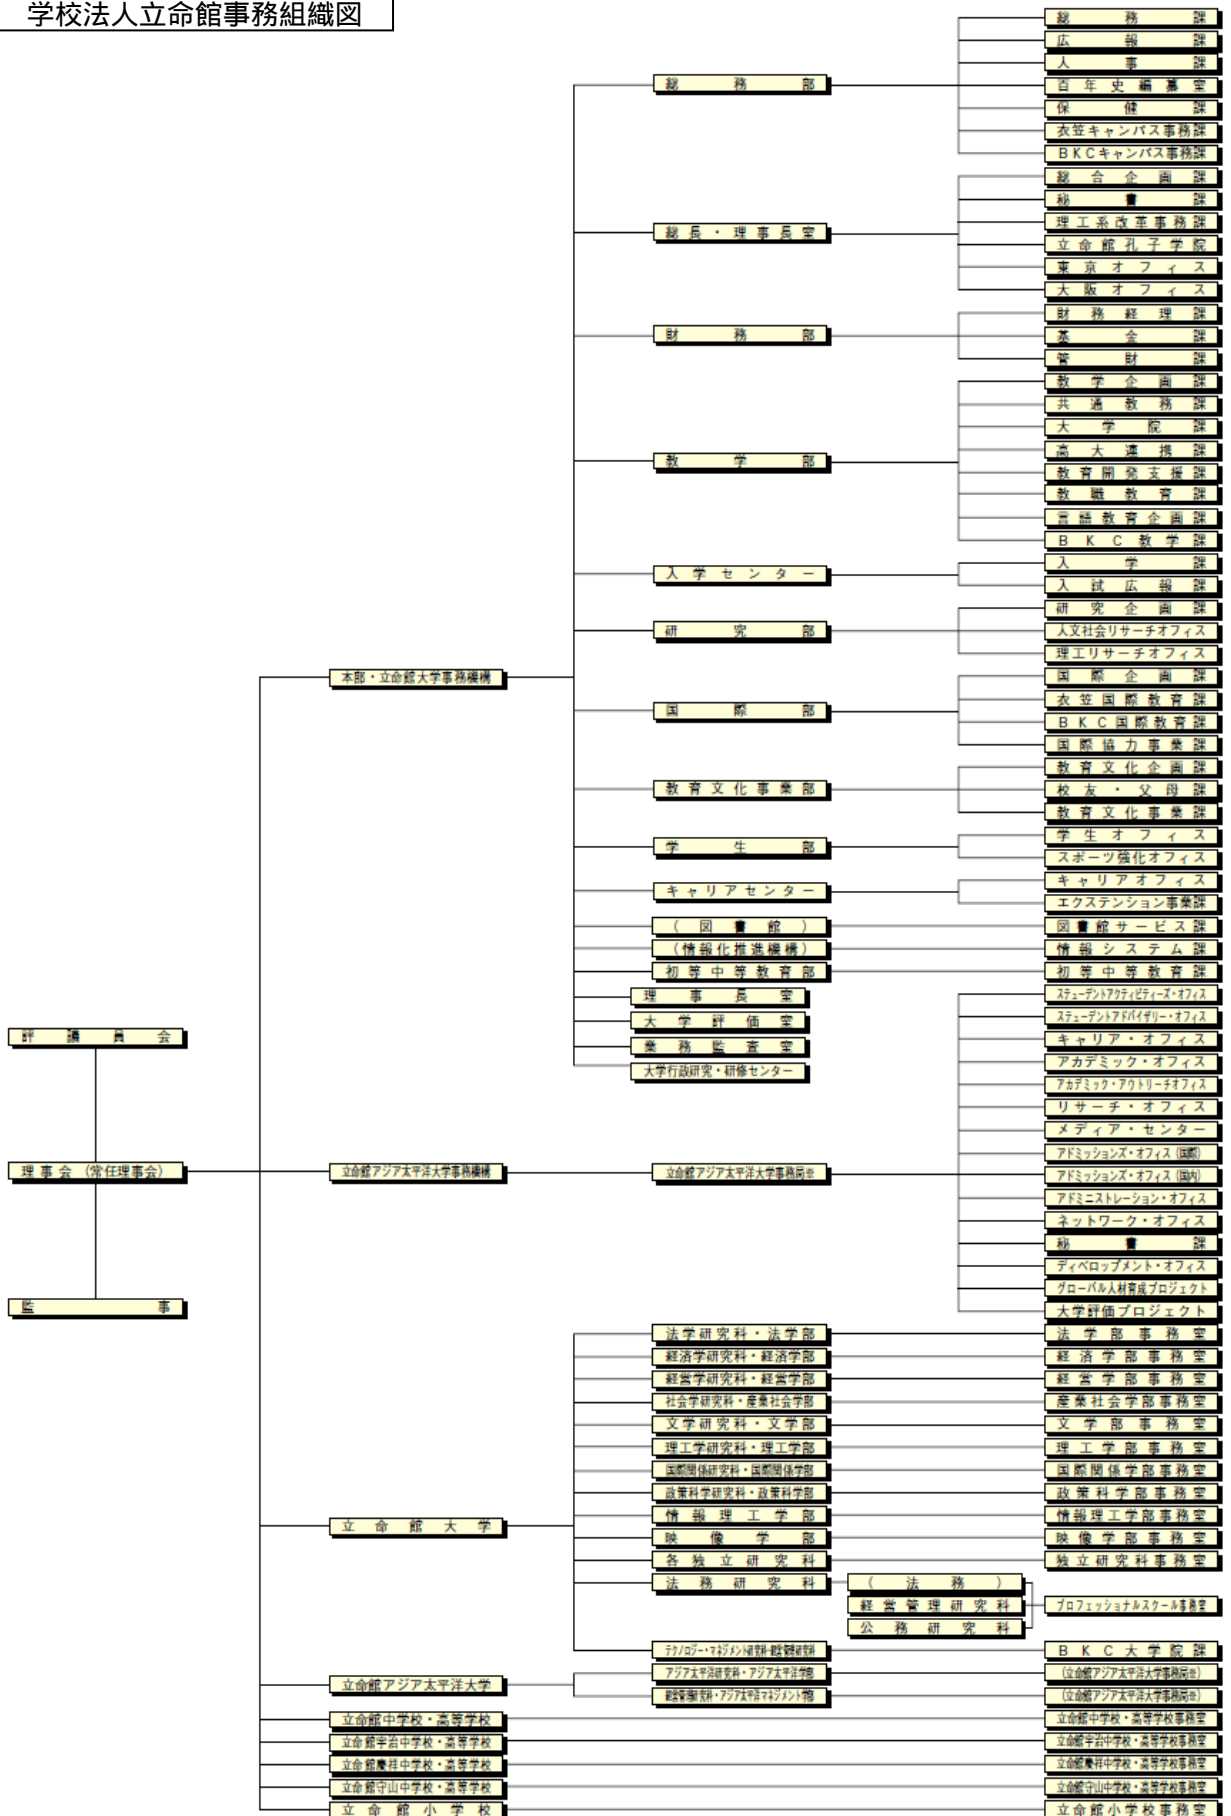 学校法人立命館事務組織図
評議員会
理事会（常任理事会）
監事
本部・立命館大学事務機構
総務部
総務課
広報課
人事課
百年史編纂室
保健課
衣笠キャンパス事務課
BKCキャンパス事務課
総長・理事長室
総合企画課
秘書課
理工系改革事務課
立命館孔子学院
東京オフィス
大阪オフィス
財務部
財務経理課
基金課
管財課
教学部
教学企画課
共通教務課
大学院課
高大連携課
教育開発支援課
教職教育課
言語教育企画課
BKC教学課
入学センター
入学課
入試広報課
研究部
研究企画課
人文社会リサーチオフィス
理工リサーチオフィス
国際部
国際企画課
衣笠国際教育課
BKC国際教育課
国際協力事業課
教育文化事業部
教育文化企画課
校友・父母課
教育文化事業課
学生部
学生オフィス
スポーツ強化オフィス
キャリアセンター
キャリアオフィス
エクステンション事業課
（図書館）
図書館サービス課
（情報化推進機構）
情報システム課
初等中等教育部
初等中等教育課
理事長室
大学評価室
業務監査室
大学行政研究・研修センター
立命館アジア太平洋大学事務機構
立命館アジア太平洋大学事務局※
ステューデントアクティビティーズ・オフィス
ステューデントアドバイザリー・オフィス
キャリア・オフィス
アカデミック・オフィス
アカデミック・アウトリーチオフィス
リサーチ・オフィス
メディア・センター
アドミッションズ・オフィス（国際）
アドミッションズ・オフィス（国内）
アドミニストレーション・オフィス
ネットワーク・オフィス
秘書課
ディベロップメント・オフィス
グローバル人材育成プロジェクト
大学評価プロジェクト
立命館大学
法学研究科・法学部
法学部事務室
経済学研究科・経済学部
経済学部事務室
経営学研究科・経営学部
経営学部事務室
社会学研究科・産業社会学部
産業社会学部事務室
文学研究科・文学部
文学部事務室
理工学研究科・理工学部
理工学部事務室
国際関係研究科・国際関係学部
国際関係学部事務室
政策科学研究科・政策科学部
政策科学部事務室
情報理工学部
情報理工学部事務室
映像学部
映像学部事務室
各独立研究科
独立研究科事務室
法務研究科
（法務）
経営管理研究科
公務研究科
プロフェッショナルスクール事務室
BKC大学院課
立命館アジア太平洋大学
アジア太平洋研究科・アジア太平洋学部
（立命館アジア太平洋大学事務局※）
経営管理研究科・アジア太平洋マネジメント学部
（立命館アジア太平洋大学事務局※）
立命館中学校・高等学校
立命館中学校・高等学校事務室
立命館宇治中学校・高等学校
立命館宇治中学校・高等学校事務室
立命館慶祥中学校・高等学校
立命館慶祥中学校・高等学校事務室
立命館守山中学校・高等学校
立命館守山中学校・高等学校事務室
立命館小学校
立命館小学校事務室